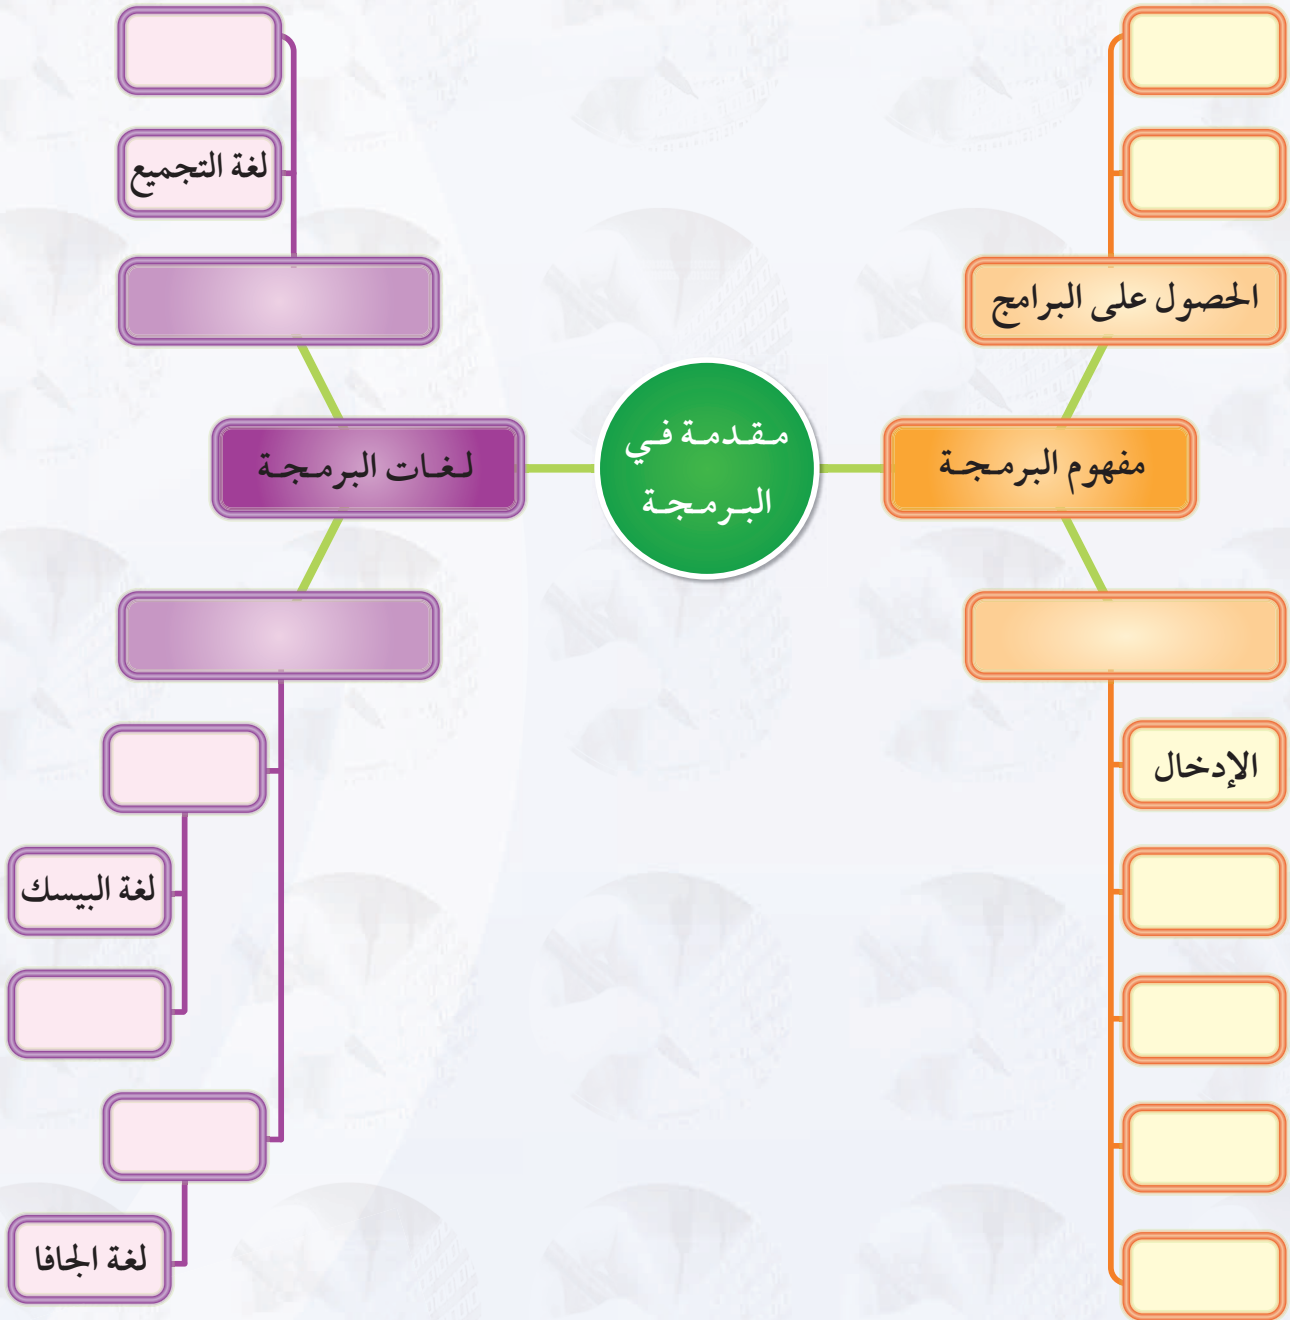 مقدمة في
البرمجة
مفهوم البرمجة
الحصول على البرامج
الإدخال
لغات البرمجة
لغة التجميع
لغة البيسك
لغة الجافا